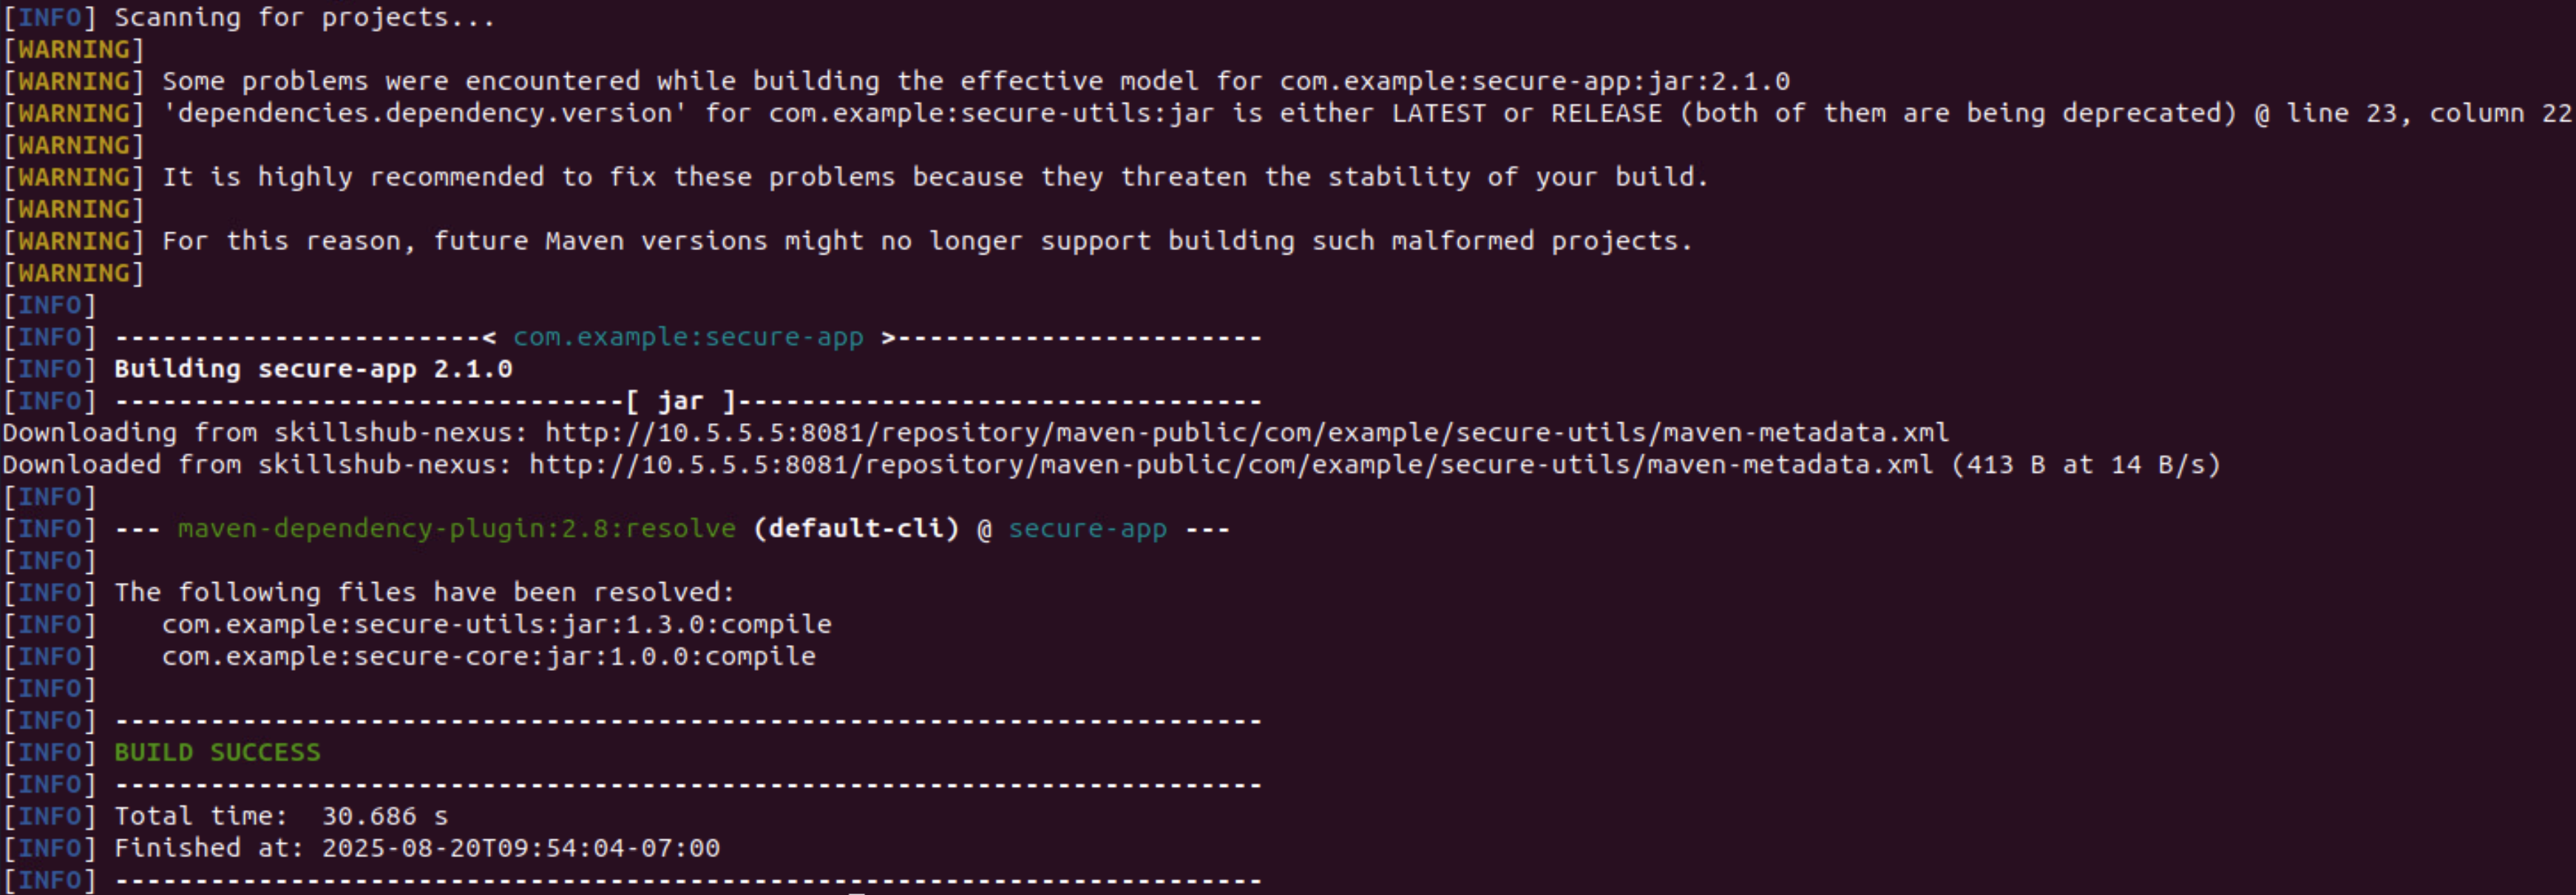 [INFO] Scanning for projects...
[WARNING]
[WARNING] Some problems were encountered while building the effective model for com.example:secure-app:jar:2.1.0
[WARNING] 'dependencies.dependency.version' for com.example:secure-utils:jar is either LATEST or RELEASE (both of them are being deprecated) @ line 23, column 22
[WARNING]
[WARNING] It is highly recommended to fix these problems because they threaten the stability of your build.
[WARNING]
[WARNING] For this reason, future Maven versions might no longer support building such malformed projects.
[WARNING]
[INFO]
[INFO] -----------------------< com.example:secure-app >-----------------------
[INFO] Building secure-app 2.1.0
[INFO] --------------------------------[ jar ]---------------------------------
Downloading from skillshub-nexus: http://10.5.5.5:8081/repository/maven-public/com/example/secure-utils/maven-metadata.xml
Downloaded from skillshub-nexus: http://10.5.5.5:8081/repository/maven-public/com/example/secure-utils/maven-metadata.xml (413 B at 14 B/s)
[INFO]
[INFO] --- maven-dependency-plugin:2.8:resolve (default-cli) @ secure-app ---
[INFO]
[INFO] The following files have been resolved:
[INFO]    com.example:secure-utils:jar:1.3.0:compile
[INFO]    com.example:secure-core:jar:1.0.0:compile
[INFO]
[INFO] ------------------------------------------------------------------------
[INFO] BUILD SUCCESS
[INFO] ------------------------------------------------------------------------
[INFO] Total time:  30.686 s
[INFO] Finished at: 2025-08-20T09:54:04-07:00
[INFO] ------------------------------------------------------------------------